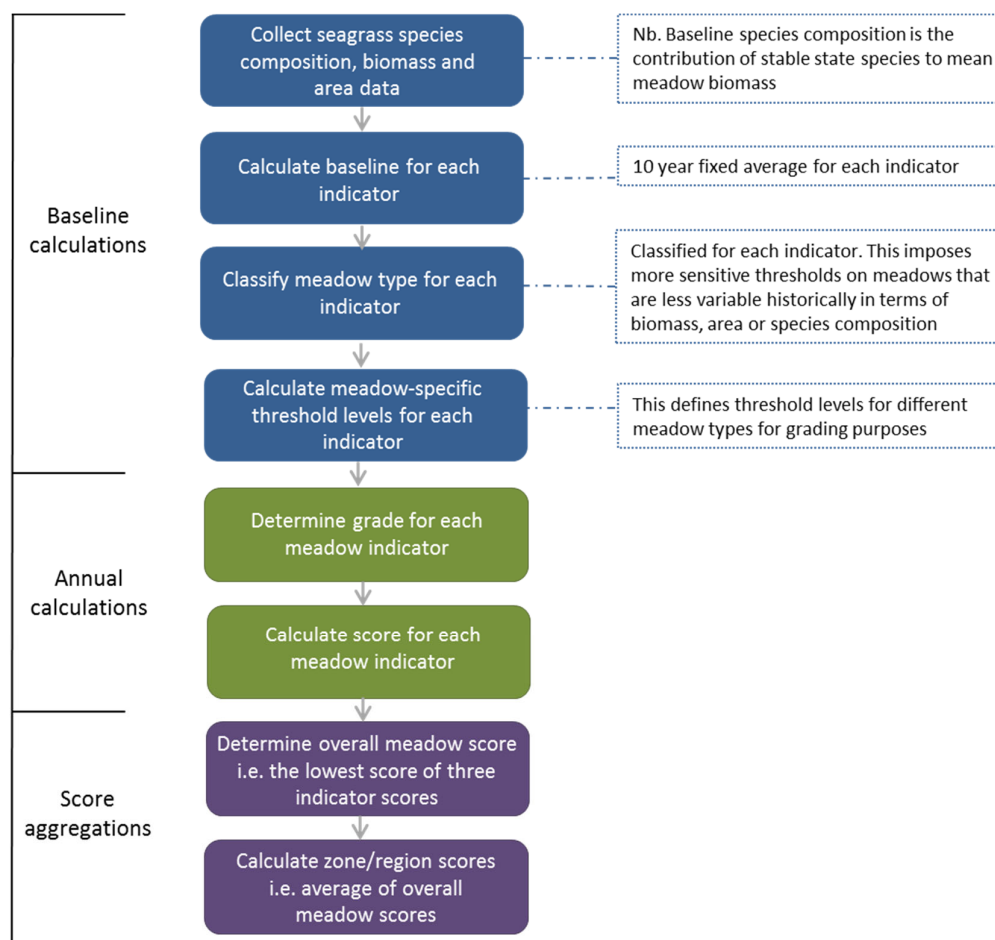 Collect seagrass species
composition, biomass and
area data
Nb. Baseline species composition is the
contribution of stable state species to mean
meadow biomass
Calculate baseline for each
indicator
10 year fixed average for each indicator
Baseline
calculations
Classify meadow type for each
indicator
Classified for each indicator. This imposes
more sensitive thresholds on meadows that
are less variable historically in terms of
biomass, area or species composition
Calculate meadow-specific
threshold levels for each
indicator
This defines threshold levels for different
meadow types for grading purposes
Annual
calculations
Determine grade for each
meadow indicator
Calculate score for each
meadow indicator
Score
aggregations
Determine overall meadow score
i.e. the lowest score of three
indicator scores
Calculate zone/region scores
i.e. average of overall
meadow scores